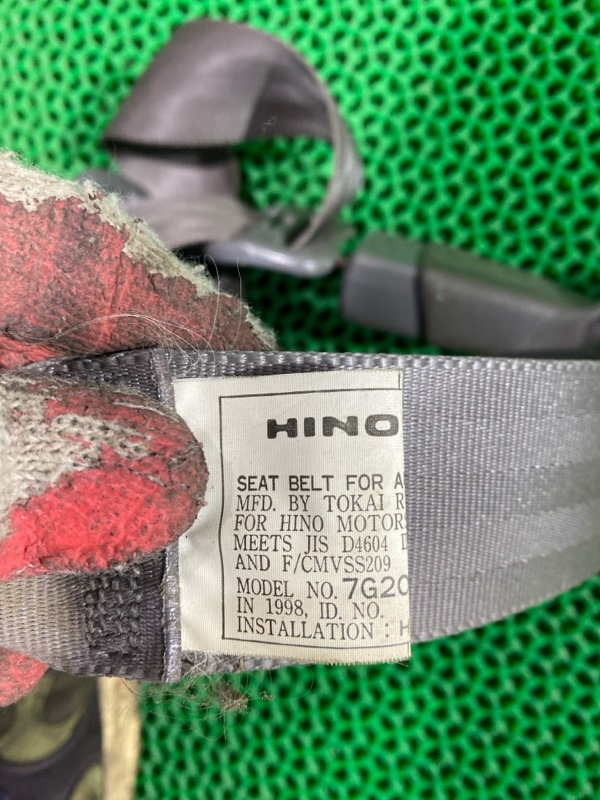 HINO
SEAT BELT FOR A
MFD. BY TOKAI R
FOR HINO MOTORS
MEETS JIS D4604 D
AND F/CMVSS209
MODEL NO. 7G20
IN 1998, ID. NO.
INSTALLATION : H